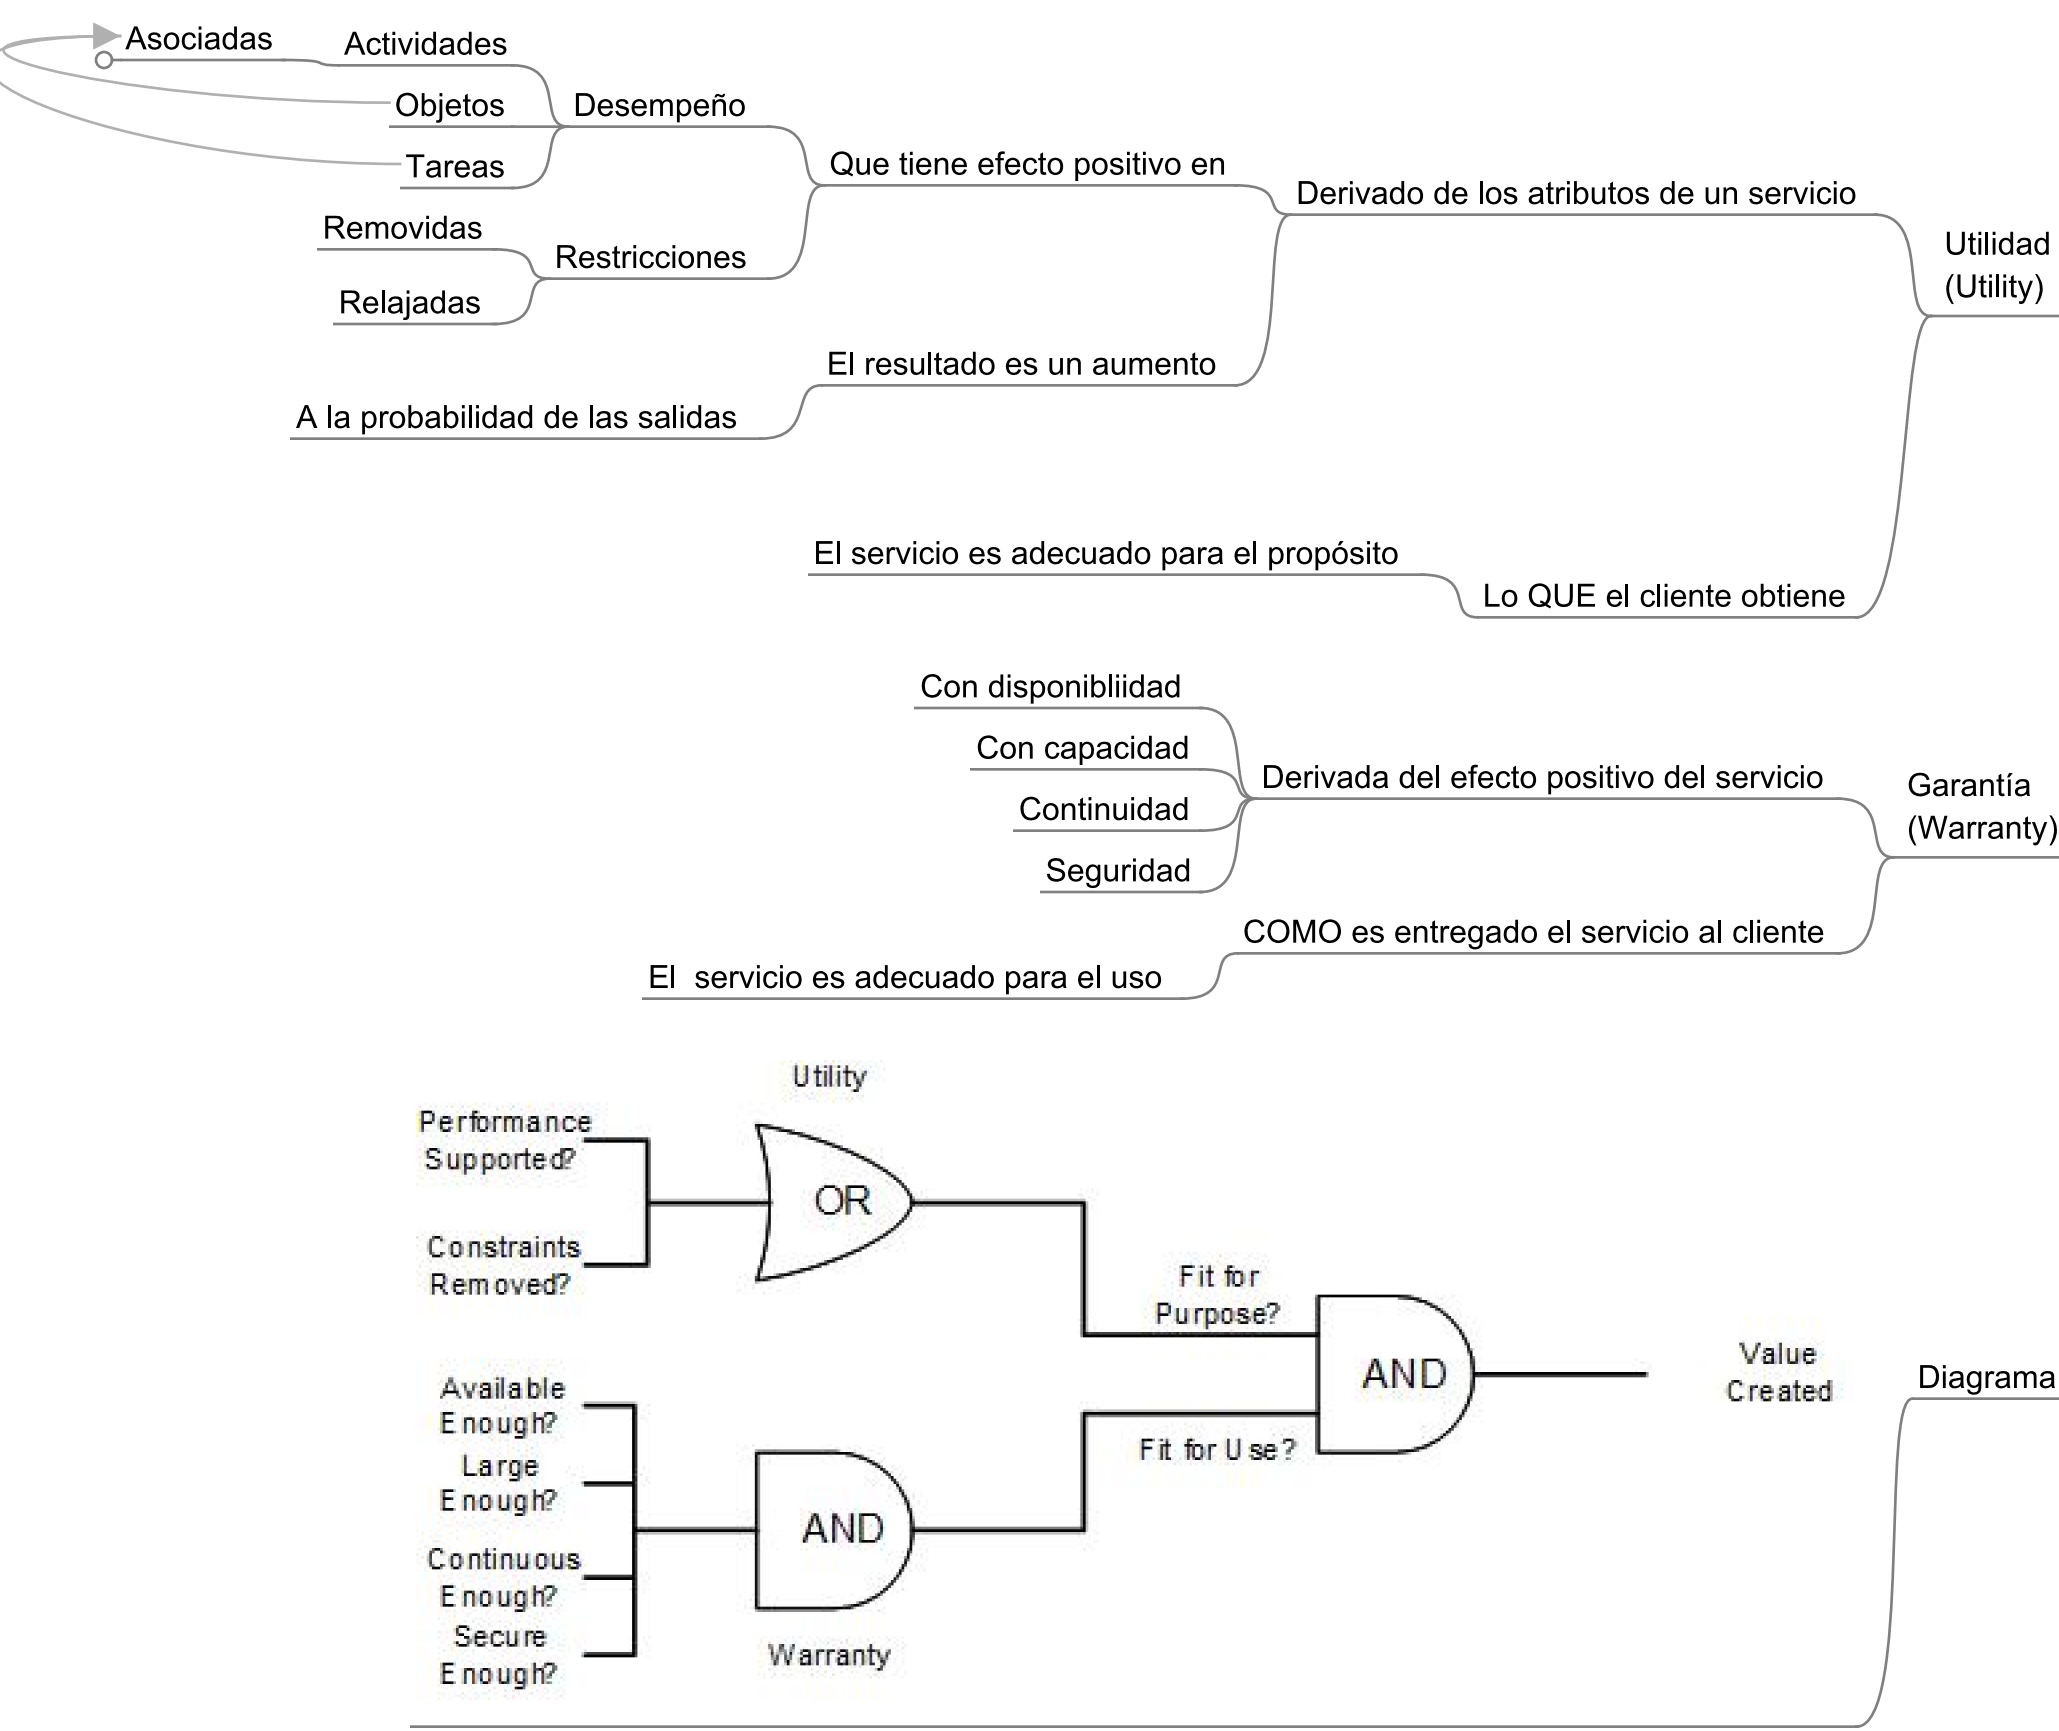 Asociadas
Actividades
Objetos
Desempeño
Tareas
Que tiene efecto positivo en
Derivado de los atributos de un servicio
Removidas
Restricciones
Relajadas
Utilidad
(Utility)
El resultado es un aumento
A la probabilidad de las salidas
El servicio es adecuado para el propósito
Lo QUE el cliente obtiene
Con disponibliidad
Con capacidad
Continuidad
Seguridad
Derivada del efecto positivo del servicio
Garantía
(Warranty)
COMO es entregado el servicio al cliente
El  servicio es adecuado para el uso
Utility
Performance
Supported?
OR
Constraints
Removed?
Fit for
Purpose?
AND
Value
Created
Diagrama
Available
Enough?
Fit for Use?
Large
Enough?
AND
Continuous
Enough?
Secure
Enough?
Warranty